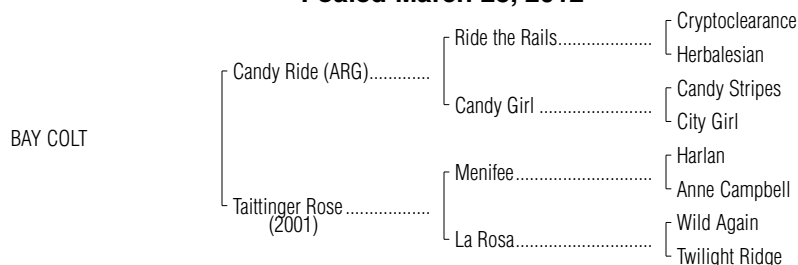 Foaled March 2012
Cryptoclearance
Ride the Rails..................
Herbalesian
Candy Ride (ARG).............
Candy Stripes
Candy Girl .....................
City Girl
BAY COLT
Harlan
Menifee..........................
Anne Campbell
Taittinger Rose ..................
(2001)
Wild Again
La Rosa..........................
Twilight Ridge